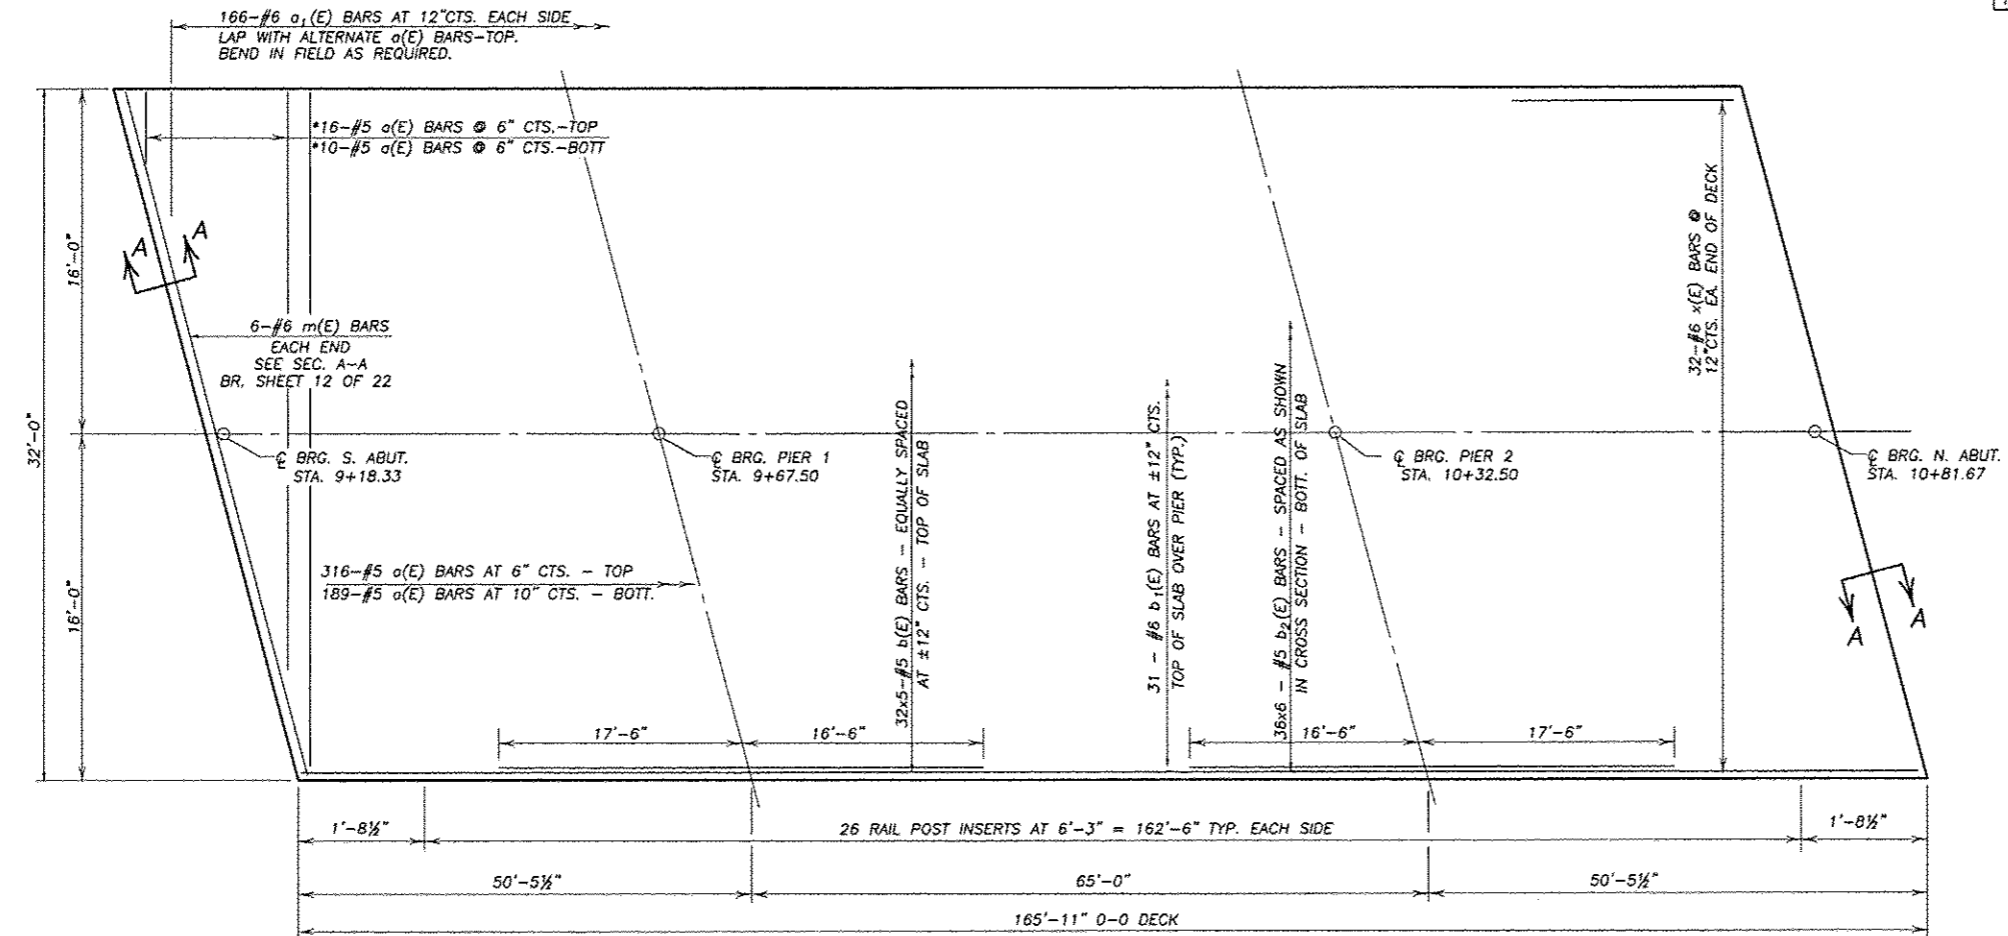 166-#6 a₁(E) BARS AT 12"CTS. EACH SIDE
LAP WITH ALTERNATE a(E) BARS-TOP.
BEND IN FIELD AS REQUIRED.
*16-#5 a(E) BARS @ 6" CTS.-TOP
*10-#5 a(E) BARS @ 6" CTS.-BOTT
A
A
16'-0"
32'-0"
16'-0"
6-#6 m(E) BARS
EACH END
SEE SEC. A-A
BR. SHEET 12 OF 22
32-#6 x(E) BARS @
12"CTS. EA. END OF DECK
℄ BRG. S. ABUT.
STA. 9+18.33
℄ BRG. PIER 1
STA. 9+67.50
℄ BRG. PIER 2
STA. 10+32.50
℄ BRG. N. ABUT.
STA. 10+81.67
32x5-#5 b(E) BARS - EQUALLY SPACED
AT ±12" CTS. - TOP OF SLAB
31 - #6 b₁(E) BARS AT ±12" CTS.
TOP OF SLAB OVER PIER (TYP.)
36x6 - #5 b₂(E) BARS - SPACED AS SHOWN
IN CROSS SECTION - BOTT. OF SLAB
316-#5 a(E) BARS AT 6" CTS. - TOP
189-#5 a(E) BARS AT 10" CTS. - BOTT.
A
A
17'-6"
16'-6"
16'-6"
17'-6"
1'-8½"
26 RAIL POST INSERTS AT 6'-3" = 162'-6" TYP. EACH SIDE
1'-8½"
50'-5½"
65'-0"
50'-5½"
165'-11" O-O DECK